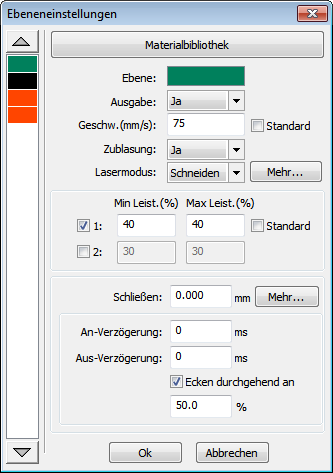 Ebeneneinstellungen
Materialbibliothek
Ebene:
Ausgabe: Ja
Geschw.(mm/s): 75 Standard
Zublasung: Ja
Lasermodus: Schneiden Mehr...
Min Leist.(%) Max Leist.(%)
1: 40 40 Standard
2: 30 30
Schließen: 0.000 mm Mehr...
An-Verzögerung: 0 ms
Aus-Verzögerung: 0 ms
Ecken durchgehend an
50.0 %
Ok Abbrechen